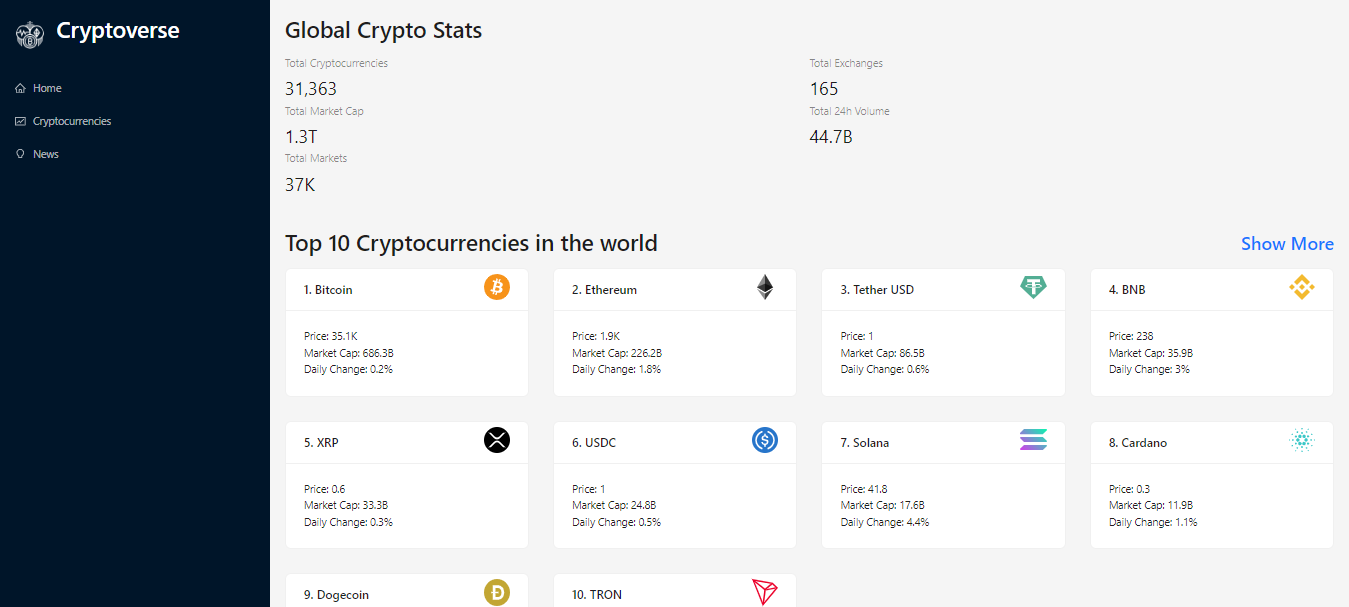 Cryptoverse
Home
Cryptocurrencies
News
Global Crypto Stats
Total Cryptocurrencies
31,363
Total Exchanges
165
Total Market Cap
1.3T
Total 24h Volume
44.7B
Total Markets
37K
Top 10 Cryptocurrencies in the world
Show More
1. Bitcoin
Price: 35.1K
Market Cap: 686.3B
Daily Change: 0.2%
2. Ethereum
Price: 1.9K
Market Cap: 226.2B
Daily Change: 1.8%
3. Tether USD
Price: 1
Market Cap: 86.5B
Daily Change: 0.6%
4. BNB
Price: 238
Market Cap: 35.9B
Daily Change: 3%
5. XRP
Price: 0.6
Market Cap: 33.3B
Daily Change: 0.3%
6. USDC
Price: 1
Market Cap: 24.8B
Daily Change: 0.5%
7. Solana
Price: 41.8
Market Cap: 17.6B
Daily Change: 4.4%
8. Cardano
Price: 0.3
Market Cap: 11.9B
Daily Change: 1.1%
9. Dogecoin
10. TRON